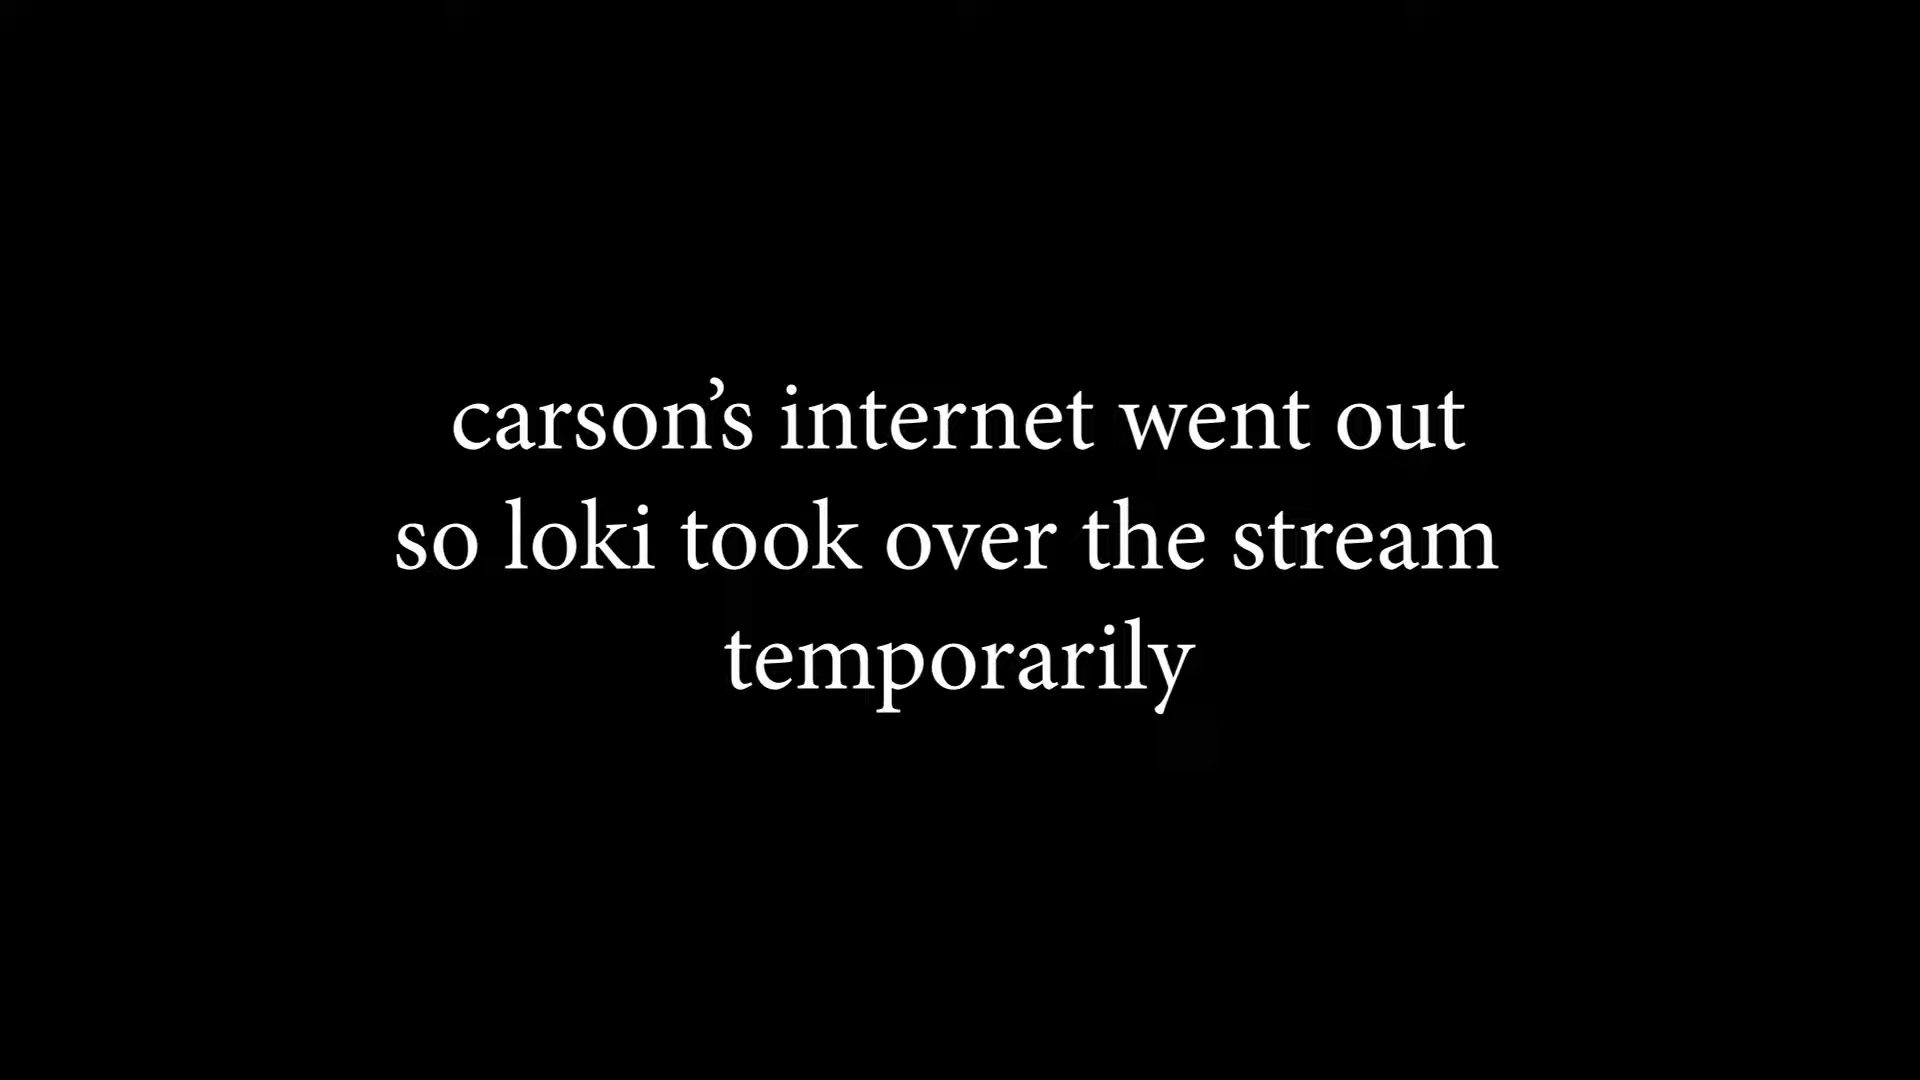 carson’s internet went out
so loki took over the stream
temporarily